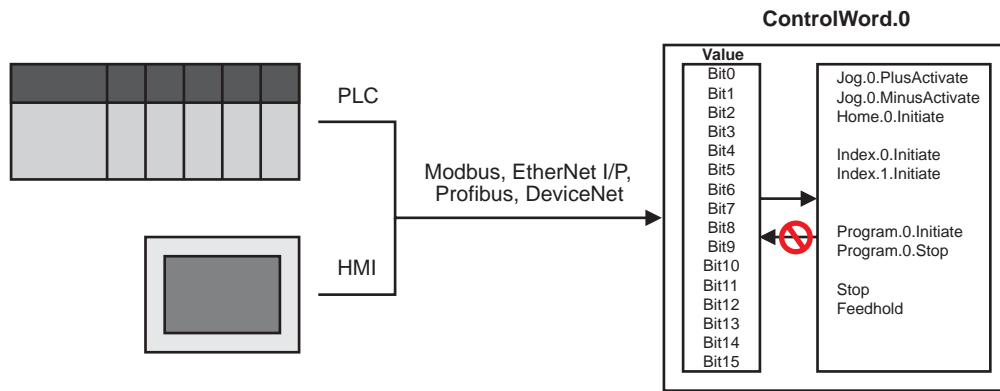 ControlWord.0
PLC
HMI
Modbus, EtherNet I/P,
Profibus, DeviceNet
Value
Bit0
Bit1
Bit2
Bit3
Bit4
Bit5
Bit6
Bit7
Bit8
Bit9
Bit10
Bit11
Bit12
Bit13
Bit14
Bit15
Jog.0.PlusActivate
Jog.0.MinusActivate
Home.0.Initiate
Index.0.Initiate
Index.1.Initiate
Program.0.Initiate
Program.0.Stop
Stop
Feedhold